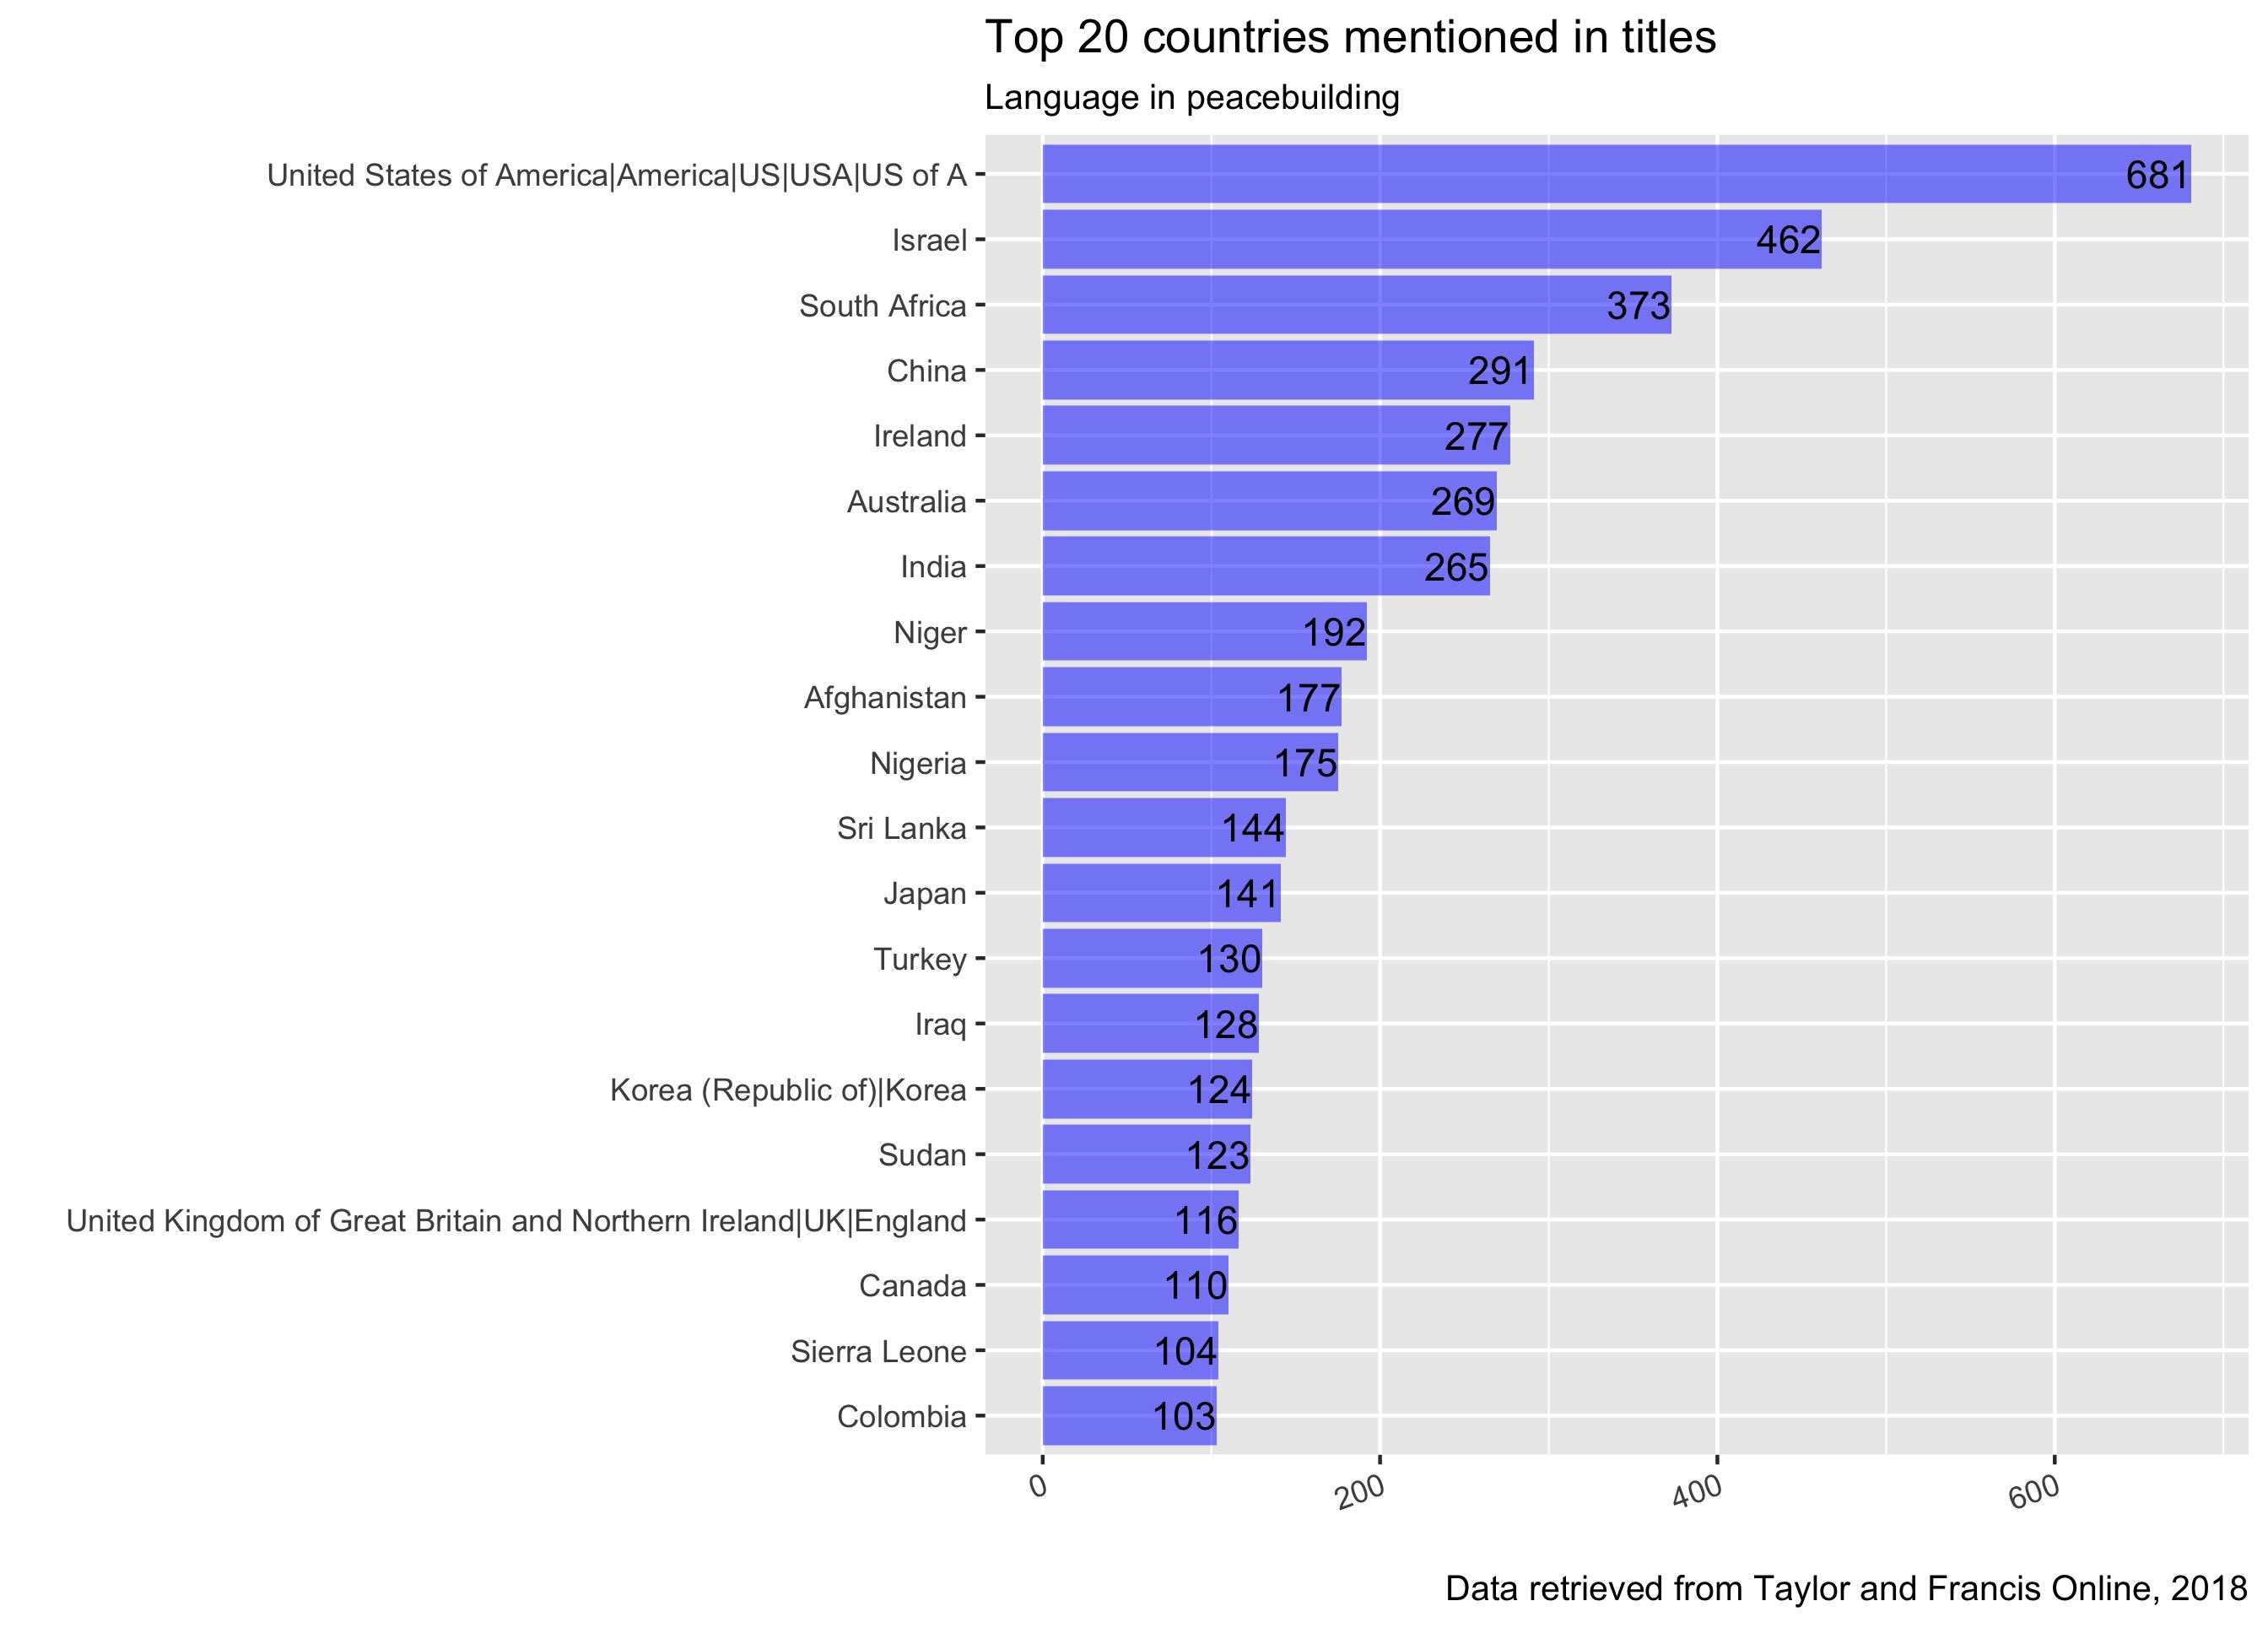 Top 20 countries mentioned in titles
Language in peacebuilding
United States of America|America|US|USA|US of A 681
Israel 462
South Africa 373
China 291
Ireland 277
Australia 269
India 265
Niger 192
Afghanistan 177
Nigeria 175
Sri Lanka 144
Japan 141
Turkey 130
Iraq 128
Korea (Republic of)|Korea 124
Sudan 123
United Kingdom of Great Britain and Northern Ireland|UK|England 116
Canada 110
Sierra Leone 104
Colombia 103
0 200 400 600
Data retrieved from Taylor and Francis Online, 2018